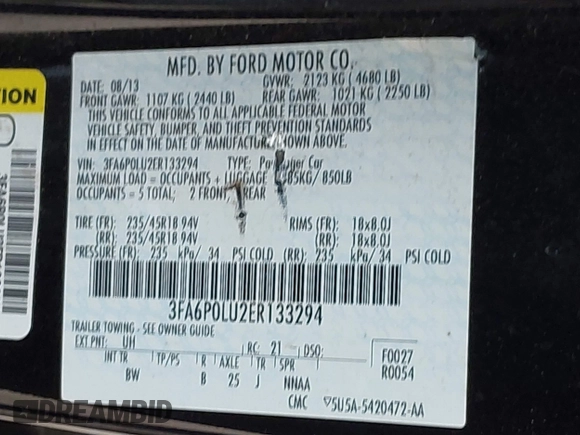 MFD. BY FORD MOTOR CO.
DATE: 08/13 GVWR: 2123 KG (4680 LB)
FRONT GAWR: 1107 KG (2440 LB) REAR GAWR: 1021 KG (2250 LB)
THIS VEHICLE CONFORMS TO ALL APPLICABLE FEDERAL MOTOR
VEHICLE SAFETY, BUMPER, AND THEFT PREVENTION STANDARDS
IN EFFECT ON THE DATE OF MANUFACTURE SHOWN ABOVE.
VIN: 3FA6P0LU2ER133294 TYPE: Passenger Car
MAXIMUM LOAD = OCCUPANTS + LUGGAGE = 385KG/ 850LB
OCCUPANTS = 5 TOTAL; 2 FRONT, REAR
TIRE (FR): 235/45R18 94V RIMS (FR): 18x8.0J
(RR): 235/45R18 94V (RR): 18x8.0J
PRESSURE (FR): 235 kPa/ 34 PSI COLD (RR): 235 kPa/ 34 PSI COLD
3FA6P0LU2ER133294
TRAILER TOWING - SEE OWNER GUIDE
EXT PNT: UH RC: 21 DSO: F0027
INT TR TP/PS R AXLE TR SPR R0054
BW B 25 J NNAA
CMC 5U5A-5420472-AA
DREAMBID.COM